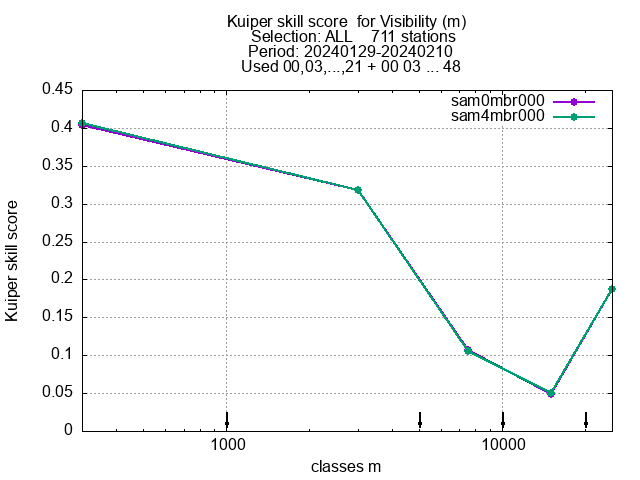 Kuiper skill score  for Visibility (m)
Selection: ALL    711 stations
Period: 20240129-20240210
Used 00,03,...,21 + 00 03 ... 48
sam0mbr000
sam4mbr000
0.45
0.4
0.35
0.3
0.25
0.2
0.15
0.1
0.05
0
Kuiper skill score
1000 10000
classes m